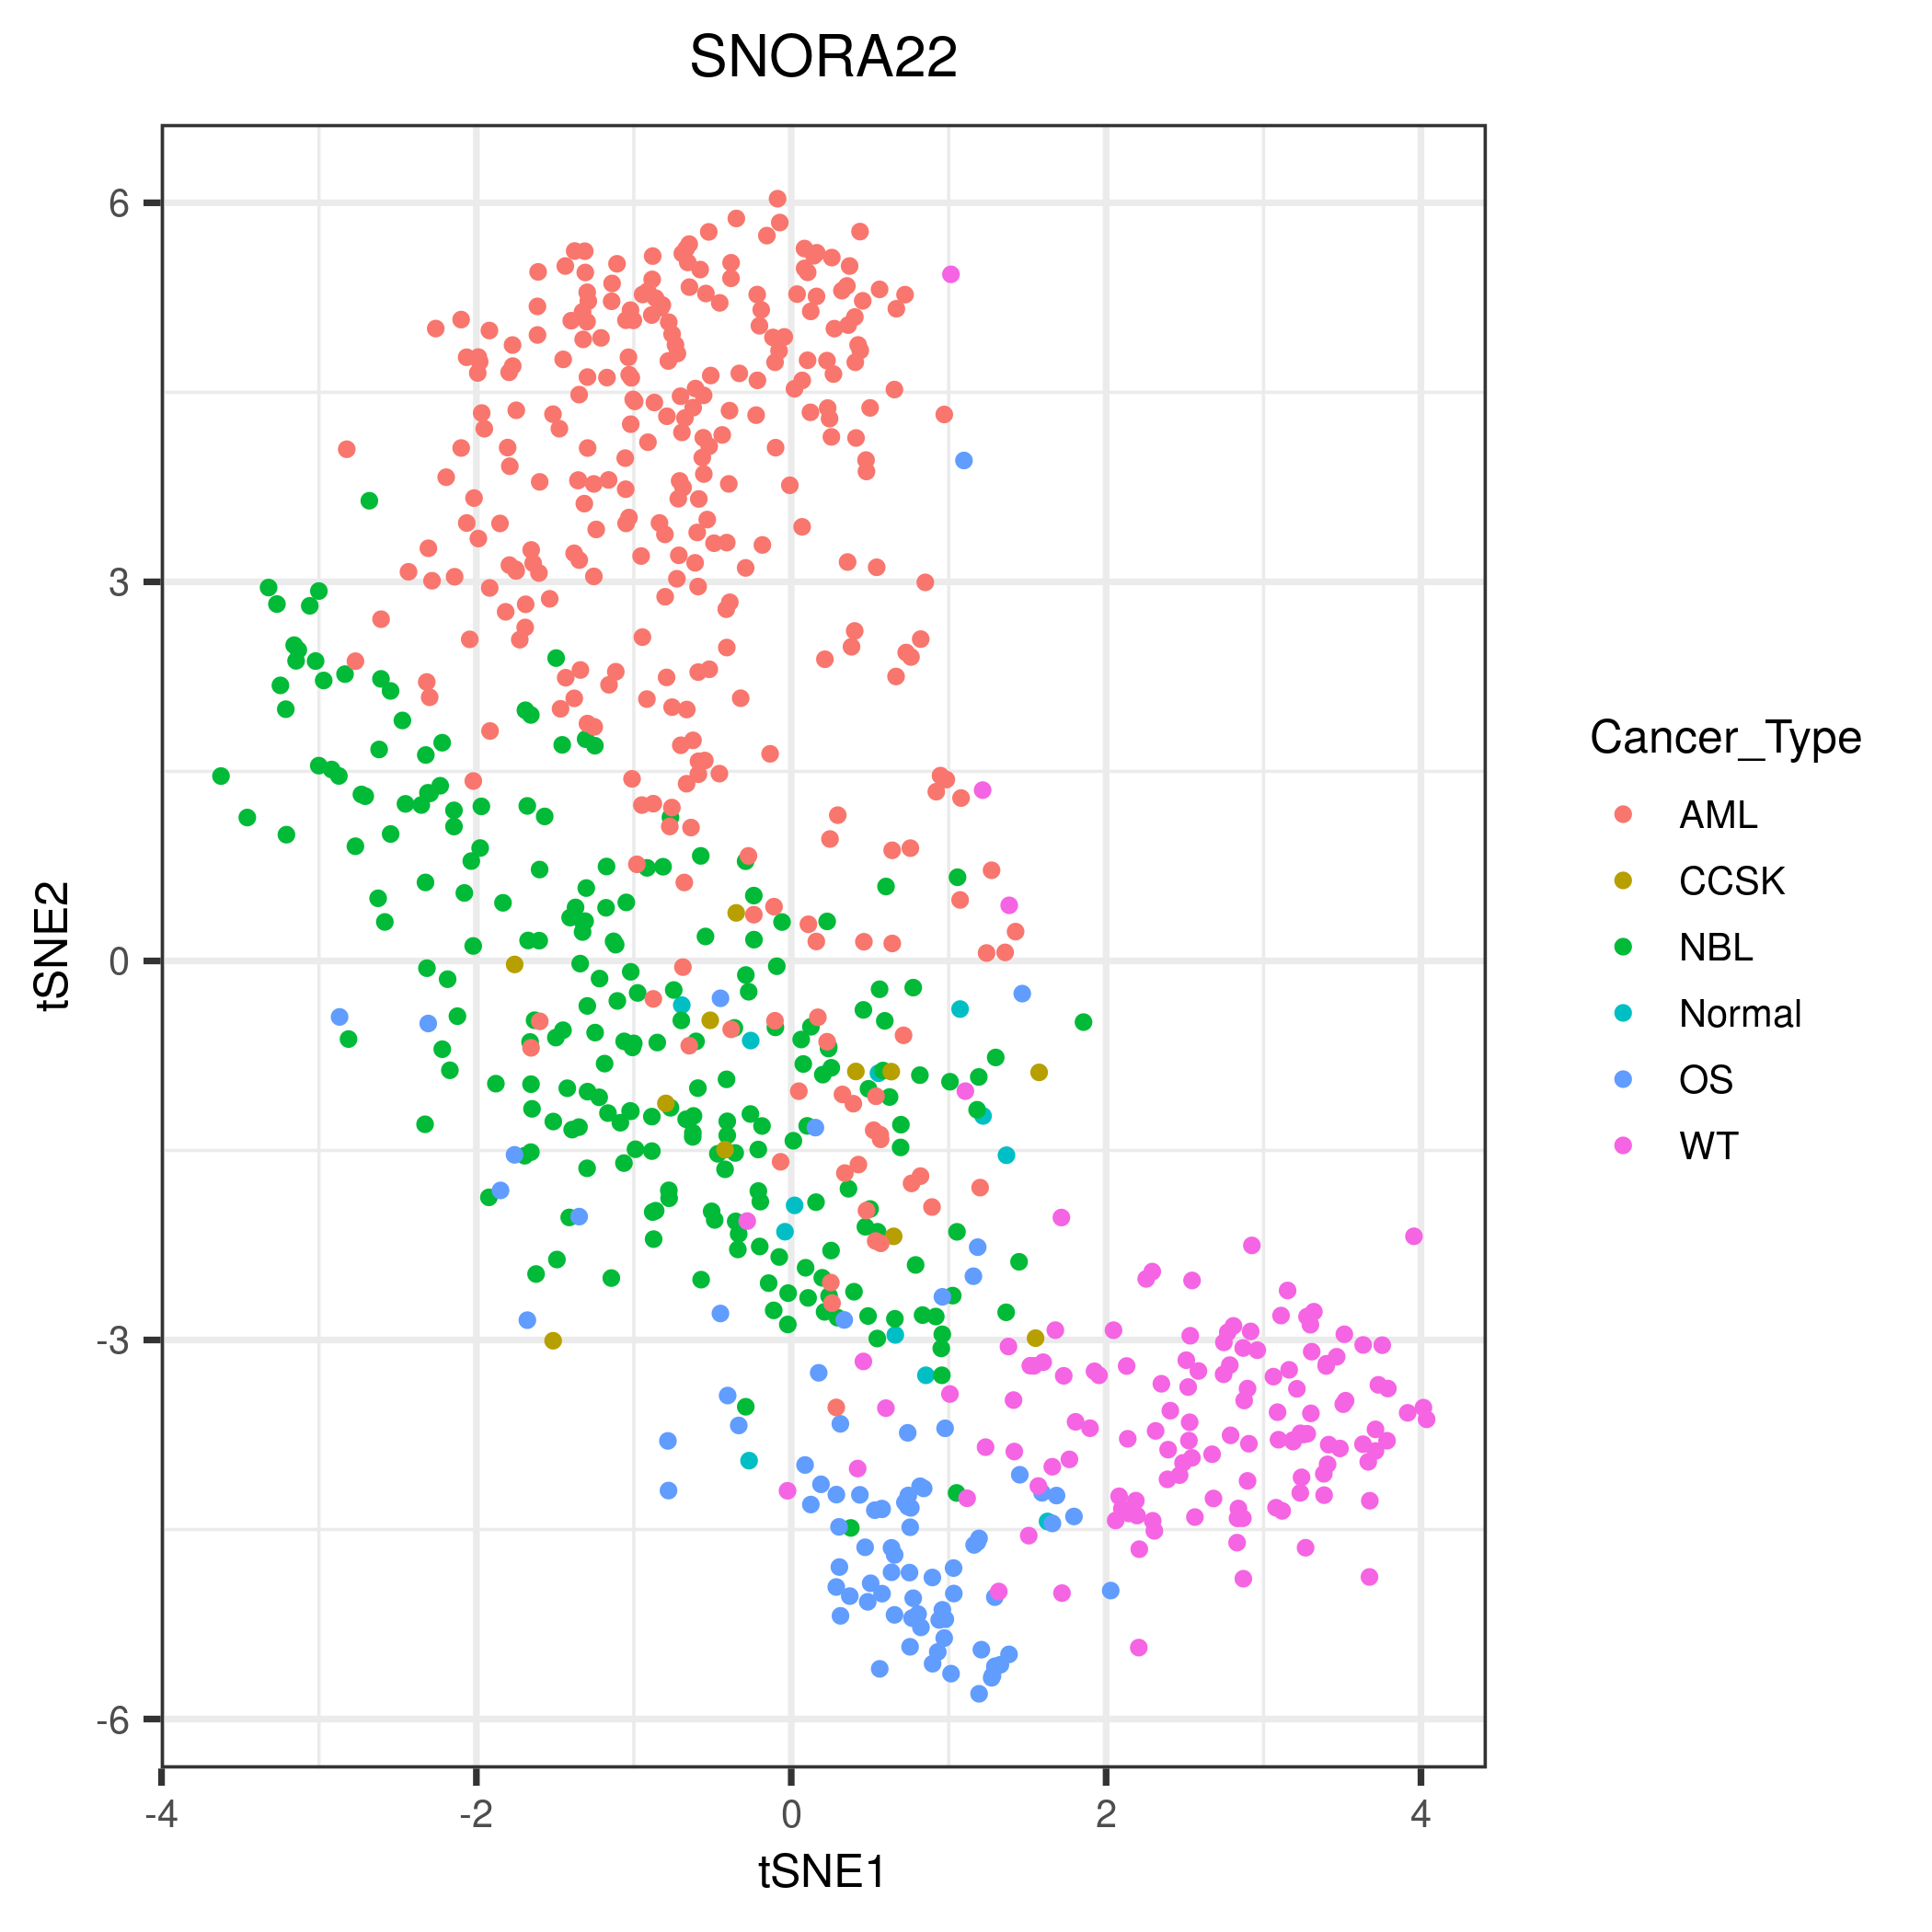 SNORA22
6
3
0
-3
-6
tSNE2
-4 -2 0 2 4
tSNE1
Cancer_Type
AML
CCSK
NBL
Normal
OS
WT